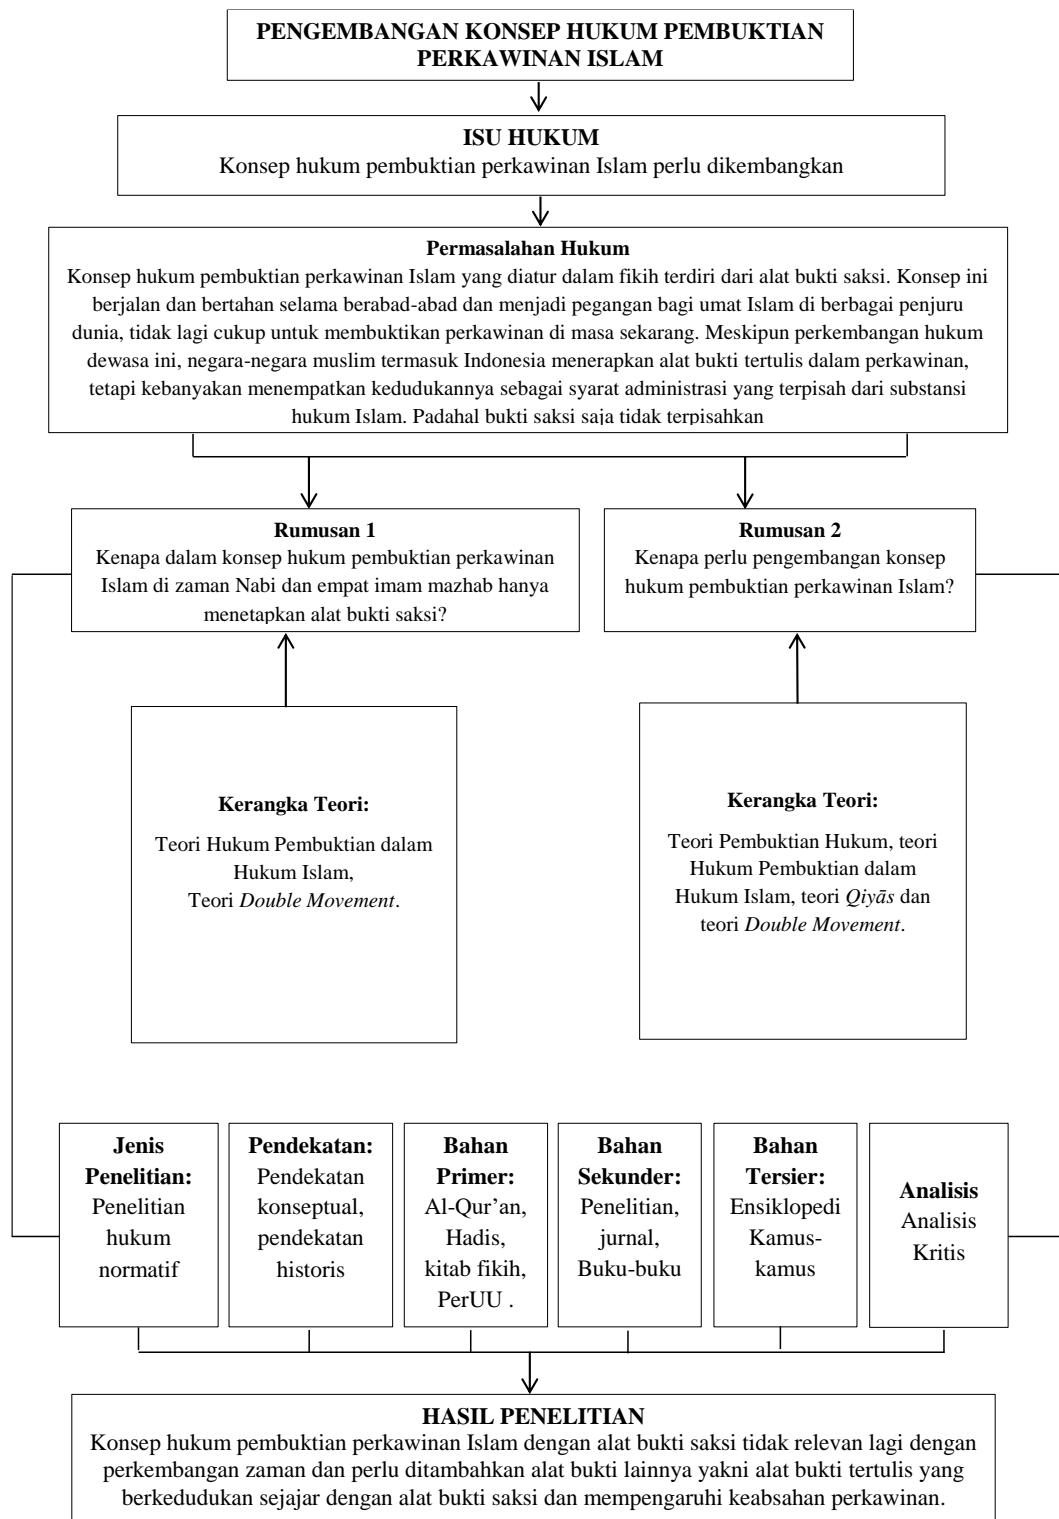 PENGEMBANGAN KONSEP HUKUM PEMBUKTIAN
PERKAWINAN ISLAM
ISU HUKUM
Konsep hukum pembuktian perkawinan Islam perlu dikembangkan
Permasalahan Hukum
Konsep hukum pembuktian perkawinan Islam yang diatur dalam fikih terdiri dari alat bukti saksi. Konsep ini
berjalan dan bertahan selama berabad-abad dan menjadi pegangan bagi umat Islam di berbagai penjuru
dunia, tidak lagi cukup untuk membuktikan perkawinan di masa sekarang. Meskipun perkembangan hukum
dewasa ini, negara-negara muslim termasuk Indonesia menerapkan alat bukti tertulis dalam perkawinan,
tetapi kebanyakan menempatkan kedudukannya sebagai syarat administrasi yang terpisah dari substansi
hukum Islam. Padahal bukti saksi saja tidak terpisahkan
Rumusan 1
Kenapa dalam konsep hukum pembuktian perkawinan
Islam di zaman Nabi dan empat imam mazhab hanya
menetapkan alat bukti saksi?
Rumusan 2
Kenapa perlu pengembangan konsep
hukum pembuktian perkawinan Islam?
Kerangka Teori:
Teori Hukum Pembuktian dalam
Hukum Islam,
Teori Double Movement.
Kerangka Teori:
Teori Pembuktian Hukum, teori
Hukum Pembuktian dalam
Hukum Islam, teori Qiyās dan
teori Double Movement.
Jenis
Penelitian:
Penelitian
hukum
normatif
Pendekatan:
Pendekatan
konseptual,
pendekatan
historis
Bahan
Primer:
Al-Qur’an,
Hadis,
kitab fikih,
PerUU .
Bahan
Sekunder:
Penelitian,
jurnal,
Buku-buku
Bahan
Tersier:
Ensiklopedi
Kamus-
kamus
Analisis
Analisis
Kritis
HASIL PENELITIAN
Konsep hukum pembuktian perkawinan Islam dengan alat bukti saksi tidak relevan lagi dengan
perkembangan zaman dan perlu ditambahkan alat bukti lainnya yakni alat bukti tertulis yang
berkedudukan sejajar dengan alat bukti saksi dan mempengaruhi keabsahan perkawinan.